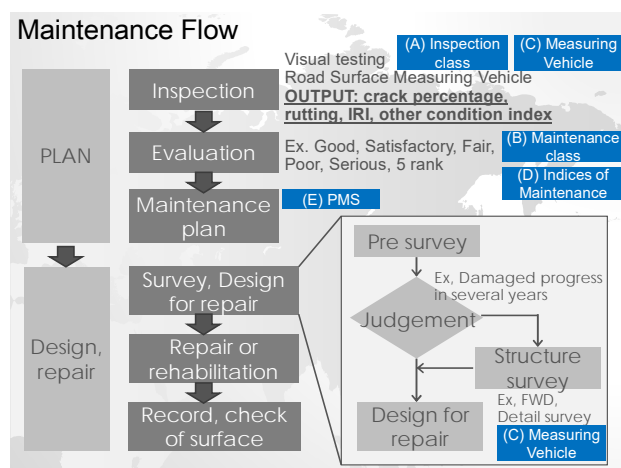 Maintenance Flow
PLAN
Inspection
Visual testing
(A) Inspection
class
(C) Measuring
Vehicle
Road Surface Measuring Vehicle
OUTPUT: crack percentage,
rutting, IRI, other condition index
Evaluation
Ex. Good, Satisfactory, Fair,
Poor, Serious, 5 rank
(B) Maintenance
class
(D) Indices of
Maintenance
Maintenance
plan
(E) PMS
Design,
repair
Survey, Design
for repair
Repair or
rehabilitation
Record, check
of surface
Pre survey
Ex, Damaged progress
in several years
Judgement
Structure
survey
Ex, FWD,
Detail survey
(C) Measuring
Vehicle
Design for
repair